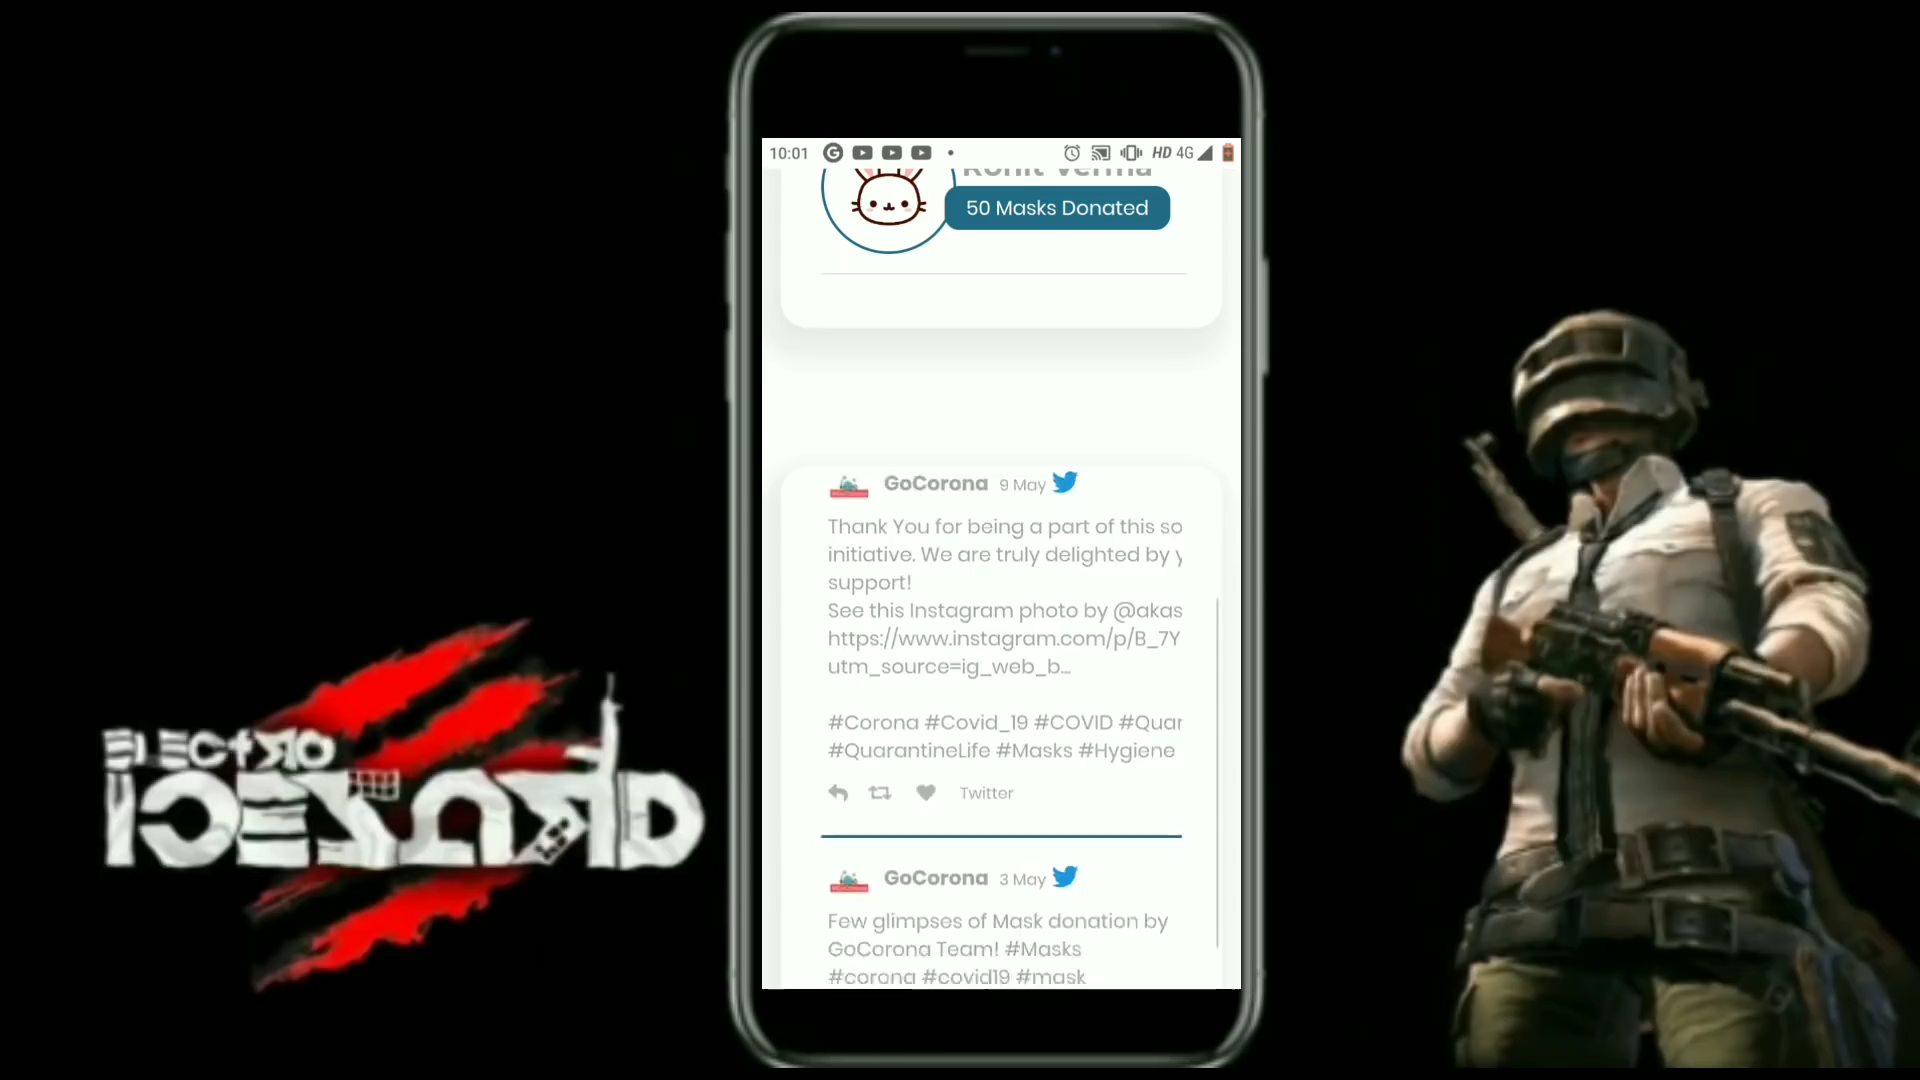 10:01
HD 4G
Rohit Verma
50 Masks Donated
GoCorona 9 May
Thank You for being a part of this so
initiative. We are truly delighted by y
support!
See this Instagram photo by @akas
https://www.instagram.com/p/B_7Y
utm_source=ig_web_b...
#Corona #Covid_19 #COVID #Quar
#QuarantineLife #Masks #Hygiene
Twitter
GoCorona 3 May
Few glimpses of Mask donation by
GoCorona Team! #Masks
#corona #covid19 #mask